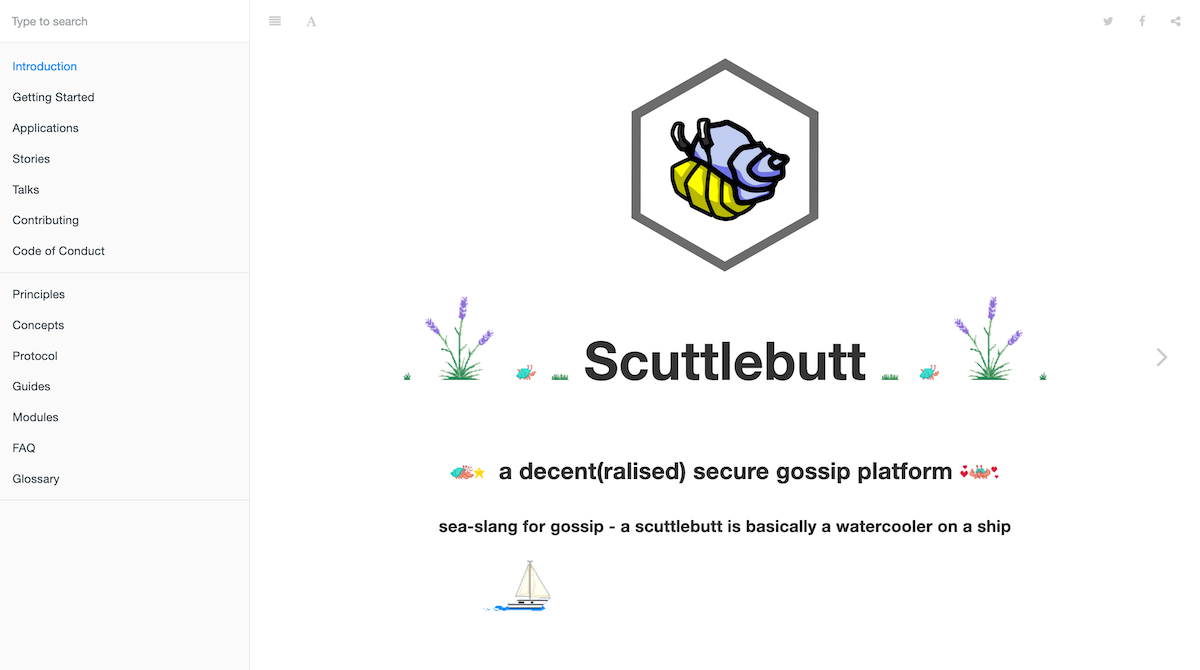 Type to search
A
Introduction
Getting Started
Applications
Stories
Talks
Contributing
Code of Conduct
Principles
Concepts
Protocol
Guides
Modules
FAQ
Glossary
Scuttlebutt
a decent(ralised) secure gossip platform
sea-slang for gossip - a scuttlebutt is basically a watercooler on a ship